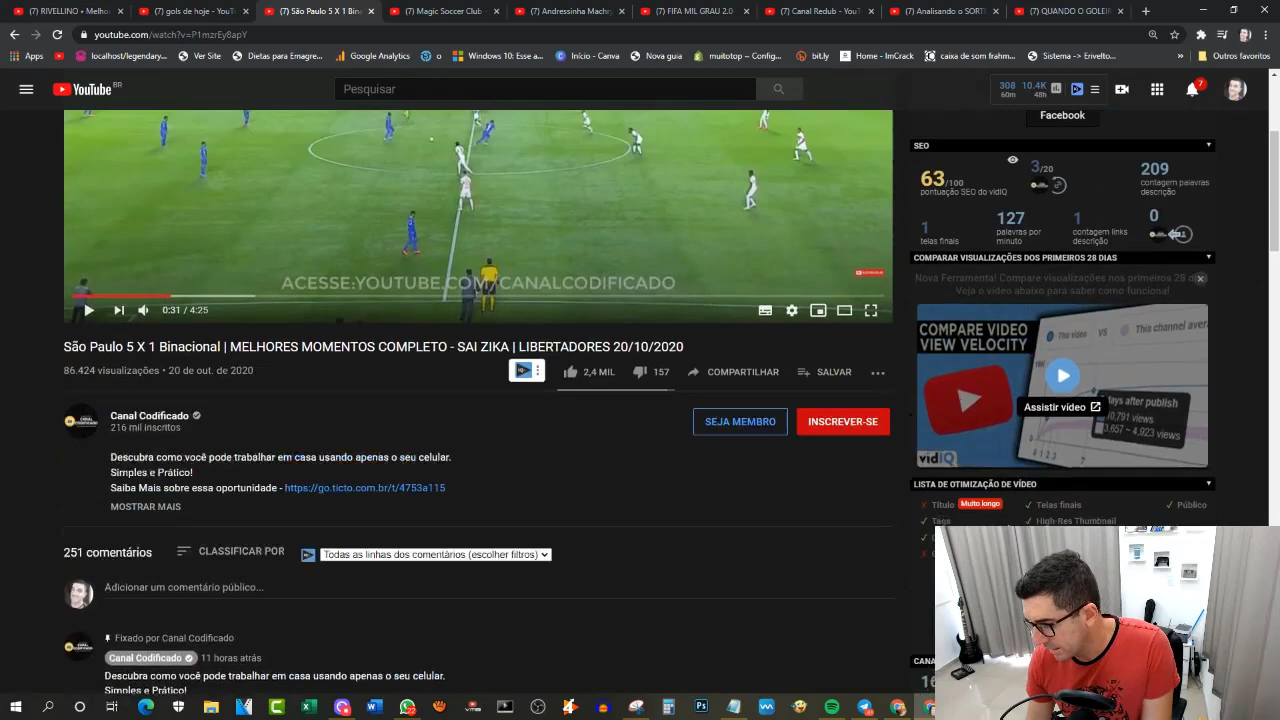 (7) RIVELLINO • Melhor
(7) gols de hoje - YouT
(7) São Paulo 5 X 1 Bina
(7) Magic Soccer Club -
(7) Andressinha Mache
(7) FIFA MIL GRAU 2.0
(7) Canal Redub - YouT
(7) Analisando o SORT
(7) QUANDO O GOLEI
youtube.com/watch?v=P1mzrEy8apY
Apps
localhost/legendary...
Ver Site
Dietas para Emagre...
Google Analytics
Windows 10: Esse a...
Início - Canva
Nova guia
muitotop -- Config...
bit.ly
Home - ImCrack
caixa de som frahm...
Systeme - Erivelto...
Outros favoritos
YouTube BR
Pesquisar
308 10.4K
60m 48h
7
Facebook
SEO
63/100
pontuação SEO do vidIQ
3/20
209
contagem palavras
descrição
1
telas finais
127
palavras por
minuto
1
contagem links
descrição
0
COMPARAR VISUALIZAÇÕES DOS PRIMEIROS 28 DIAS
Nova Ferramenta! Compare visualizações nos primeiros 28 di
Veja o vídeo abaixo para saber como funciona!
COMPARE VIDEO
VIEW VELOCITY
This video
VS
This channel avera
Assistir vídeo
days after publish
10,791 views
3,657 ~ 4,923 views
vidIQ
ACESSE:YOUTUBE.COM/CANALCODIFICADO
0:31 / 4:25
São Paulo 5 X 1 Binacional | MELHORES MOMENTOS COMPLETO - SAI ZIKA | LIBERTADORES 20/10/2020
86.424 visualizações • 20 de out. de 2020
2,4 MIL
157
COMPARTILHAR
SALVAR
Canal Codificado
216 mil inscritos
SEJA MEMBRO
INSCREVER-SE
Descubra como você pode trabalhar em casa usando apenas o seu celular.
Simples e Prático!
Saiba Mais sobre essa oportunidade - https://go.ticto.com.br/t/4753a115
MOSTRAR MAIS
LISTA DE OTIMIZAÇÃO DE VÍDEO
Título Muito longo
Telas finais
Público
Tags
High-Res Thumbnail
251 comentários
CLASSIFICAR POR
Todas as linhas dos comentários (escolher filtros)
Adicionar um comentário público...
Fixado por Canal Codificado
Canal Codificado 11 horas atrás
Descubra como você pode trabalhar em casa usando apenas o seu celular.
Simples e Prático!